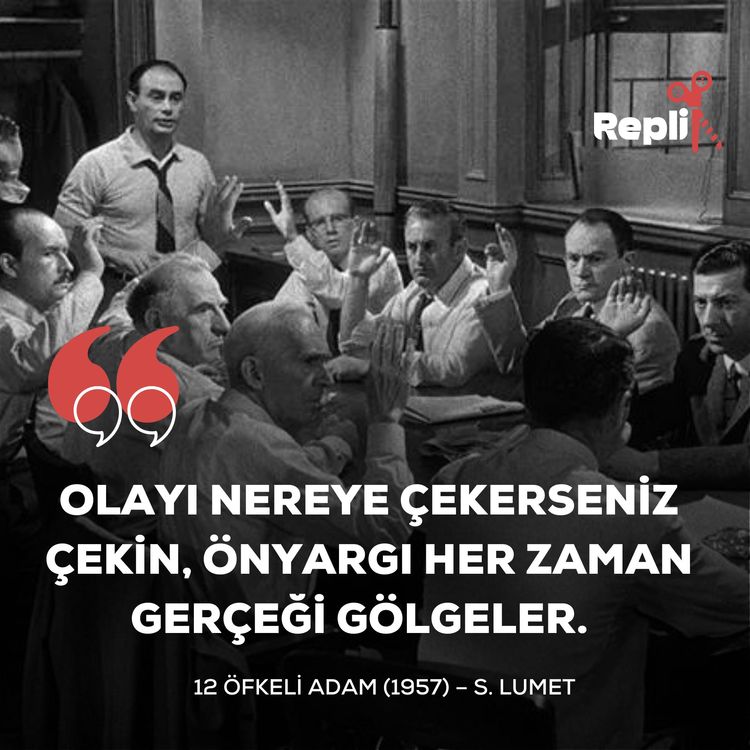 Repli
OLAYI NEREYE ÇEKERSENİZ
ÇEKİN, ÖNYARGI HER ZAMAN
GERÇEĞİ GÖLGELER.
12 ÖFKELİ ADAM (1957) – S. LUMET